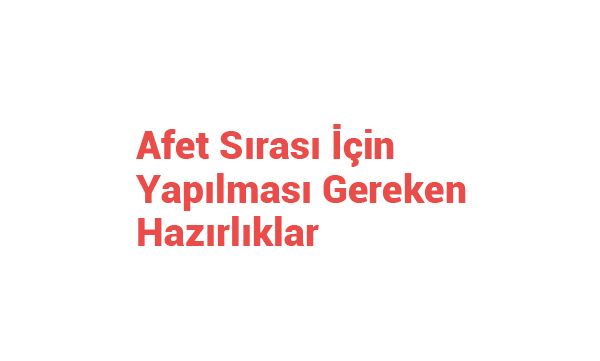 Afet Sırası İçin
Yapılması Gereken
Hazırlıklar